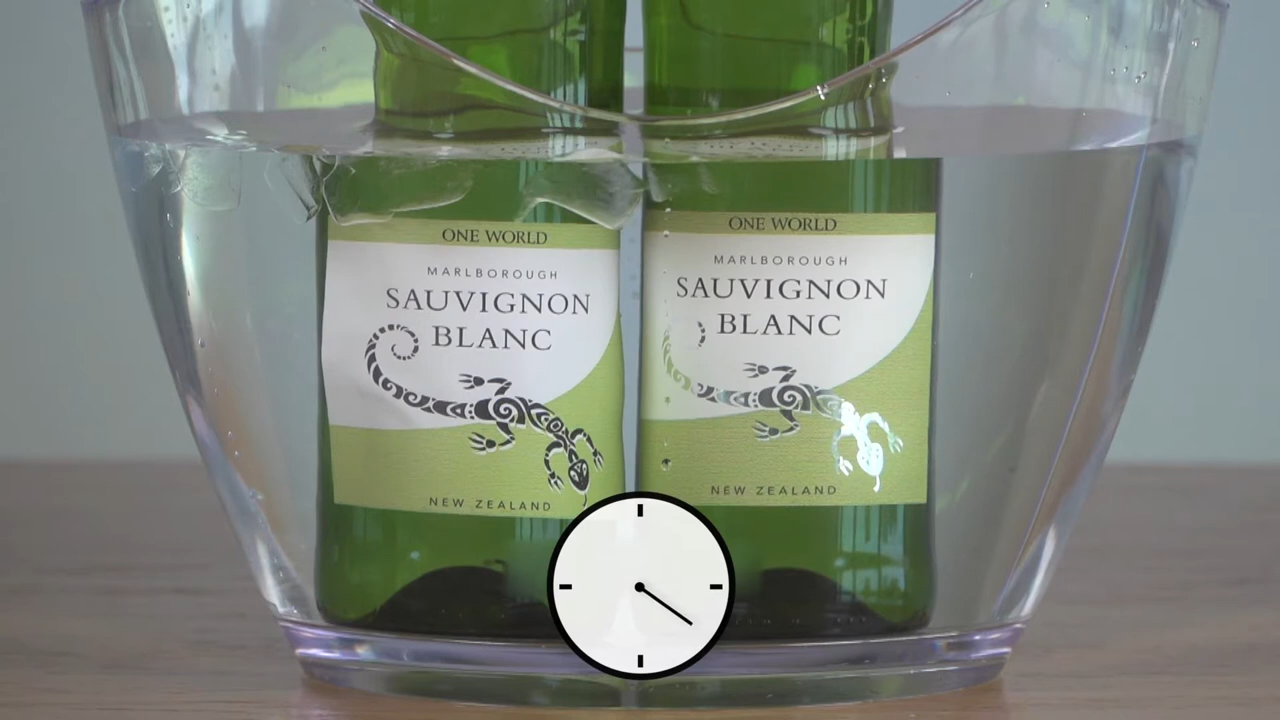 ONE WORLD
MARLBOROUGH
SAUVIGNON
BLANC
NEW ZEALAND
ONE WORLD
MARLBOROUGH
SAUVIGNON
BLANC
NEW ZEALAND